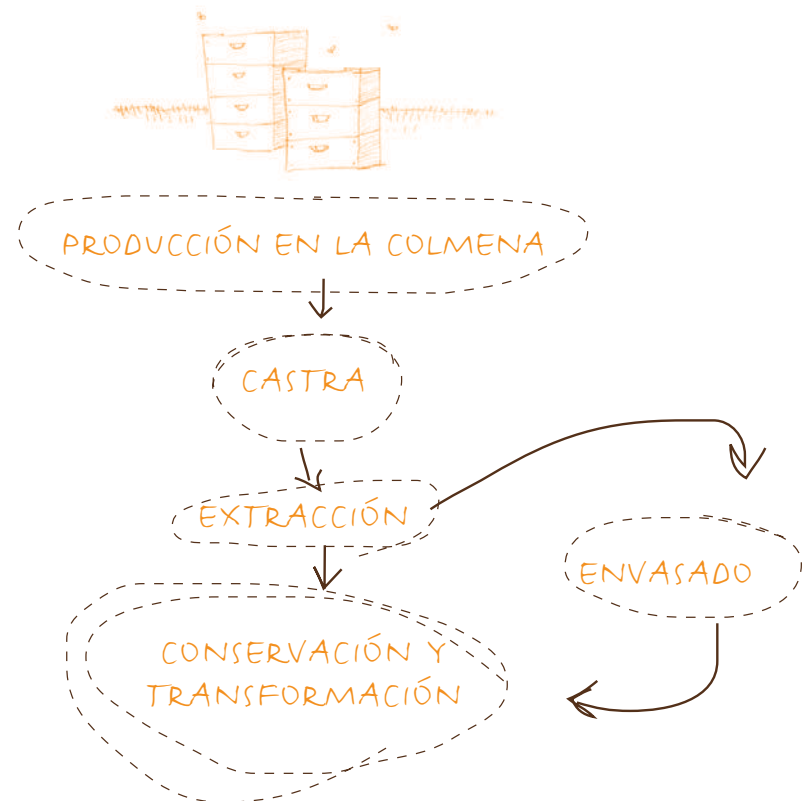 PRODUCCIÓN EN LA COLMENA
CASTRA
EXTRACCIÓN
ENVASADO
CONSERVACIÓN Y
TRANSFORMACIÓN